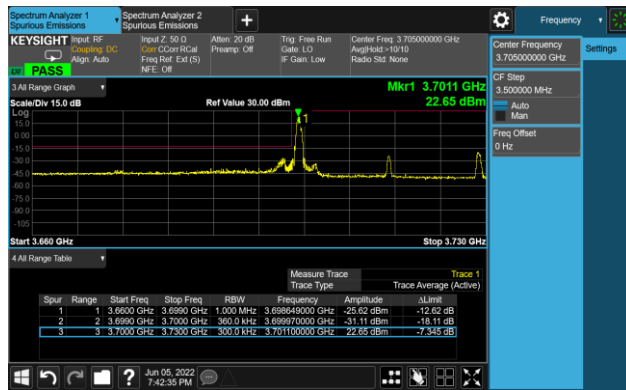 Spectrum Analyzer 1
Spurious Emissions
Spectrum Analyzer 2
Spurious Emissions
Frequency
KEYSIGHT
Input: RF
Coupling: DC
Align: Auto
Input Z: 50 Ω
Corr CCorr RCal
Freq Ref: Ext (S)
NFE: Off
Atten: 20 dB
Preamp: Off
Trig: Free Run
Gate: LO
IF Gain: Low
Center Freq: 3.705000000 GHz
Avg|Hold:>10/10
Radio Std: None
PASS
Center Frequency
3.705000000 GHz
Settings
CF Step
3.500000 MHz
Auto
Man
Freq Offset
0 Hz
3 All Range Graph
Mkr1 3.7011 GHz
Scale/Div 15.0 dB
Ref Value 30.00 dBm
22.65 dBm
Log
15.0
0.00
-15.0
-30.0
-45.0
-60.0
-75.0
-90.0
-105
1
Start 3.660 GHz
Stop 3.730 GHz
4 All Range Table
Measure Trace Trace 1
Trace Type Trace Average (Active)
Spur Range Start Freq Stop Freq RBW Frequency Amplitude ΔLimit
1 1 3.6600 GHz 3.6990 GHz 1.000 MHz 3.698649000 GHz -25.62 dBm -12.62 dB
2 2 3.6990 GHz 3.7000 GHz 360.0 kHz 3.699970000 GHz -31.11 dBm -18.11 dB
3 3 3.7000 GHz 3.7300 GHz 300.0 kHz 3.701100000 GHz 22.65 dBm -7.345 dB
Jun 05, 2022
7:42:35 PM